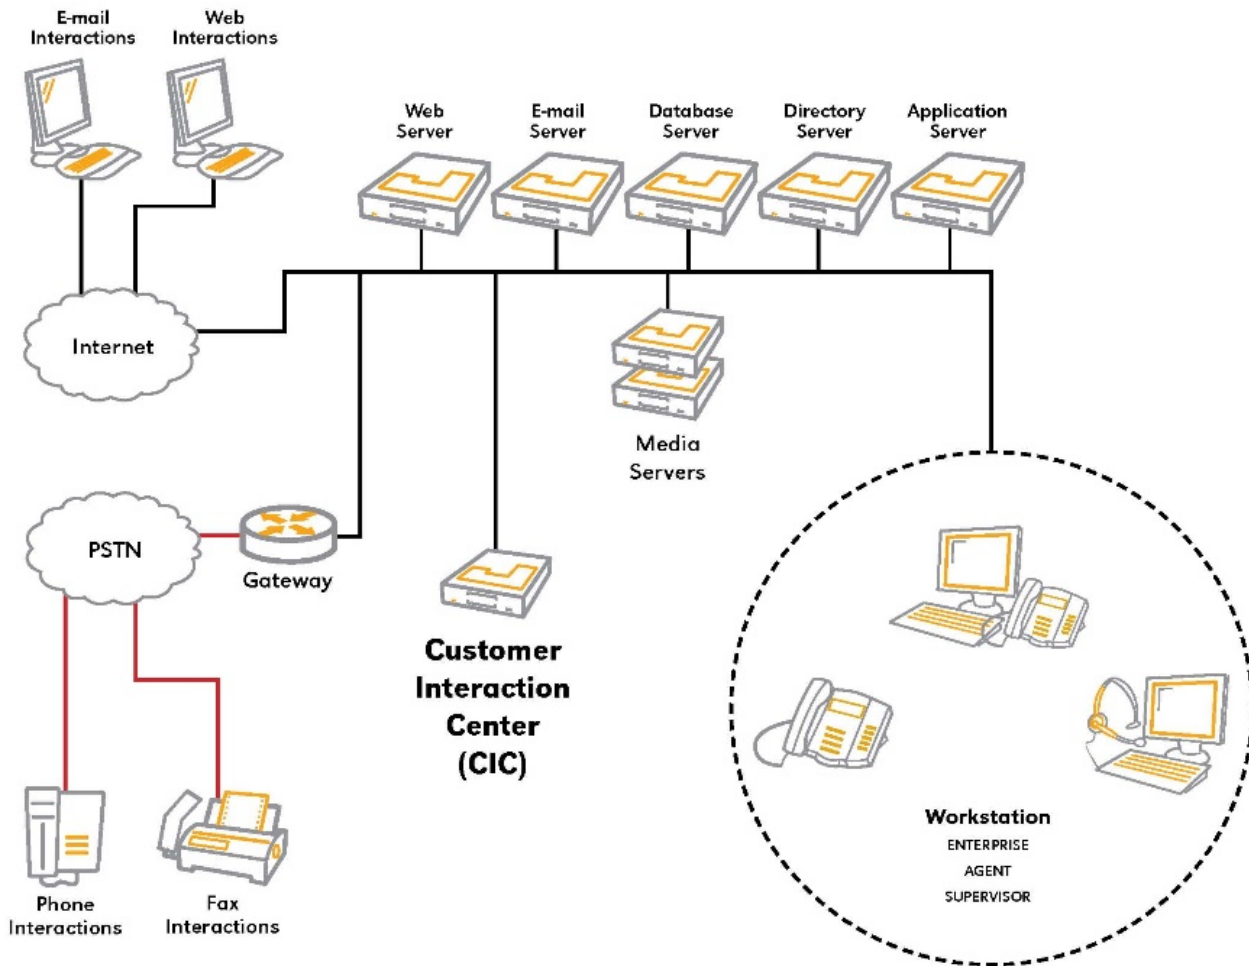 E-mail
Interactions
Web
Interactions
Web
Server
E-mail
Server
Database
Server
Directory
Server
Application
Server
Internet
Media
Servers
PSTN
Gateway
Customer
Interaction
Center
(CIC)
Workstation
ENTERPRISE
AGENT
SUPERVISOR
Phone
Interactions
Fax
Interactions